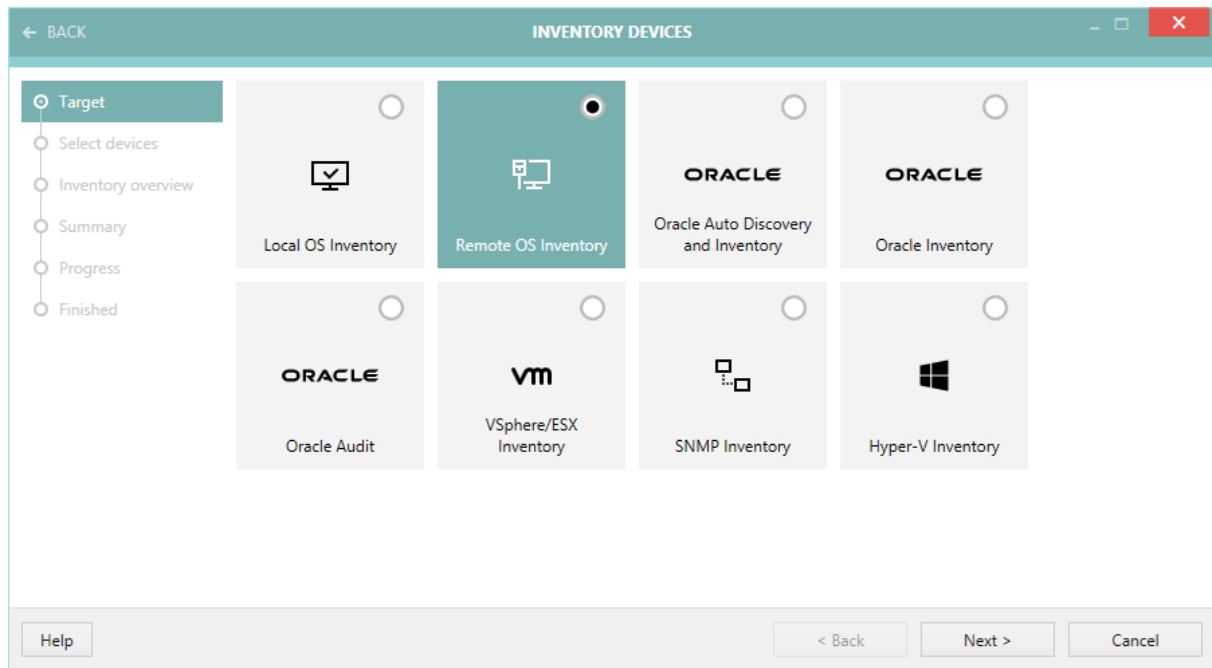 ← BACK
INVENTORY DEVICES
Target
Select devices
Inventory overview
Summary
Progress
Finished
Local OS Inventory
Remote OS Inventory
ORACLE
Oracle Auto Discovery
and Inventory
ORACLE
Oracle Inventory
ORACLE
Oracle Audit
vm
VSphere/ESX
Inventory
SNMP Inventory
Hyper-V Inventory
Help
< Back
Next >
Cancel